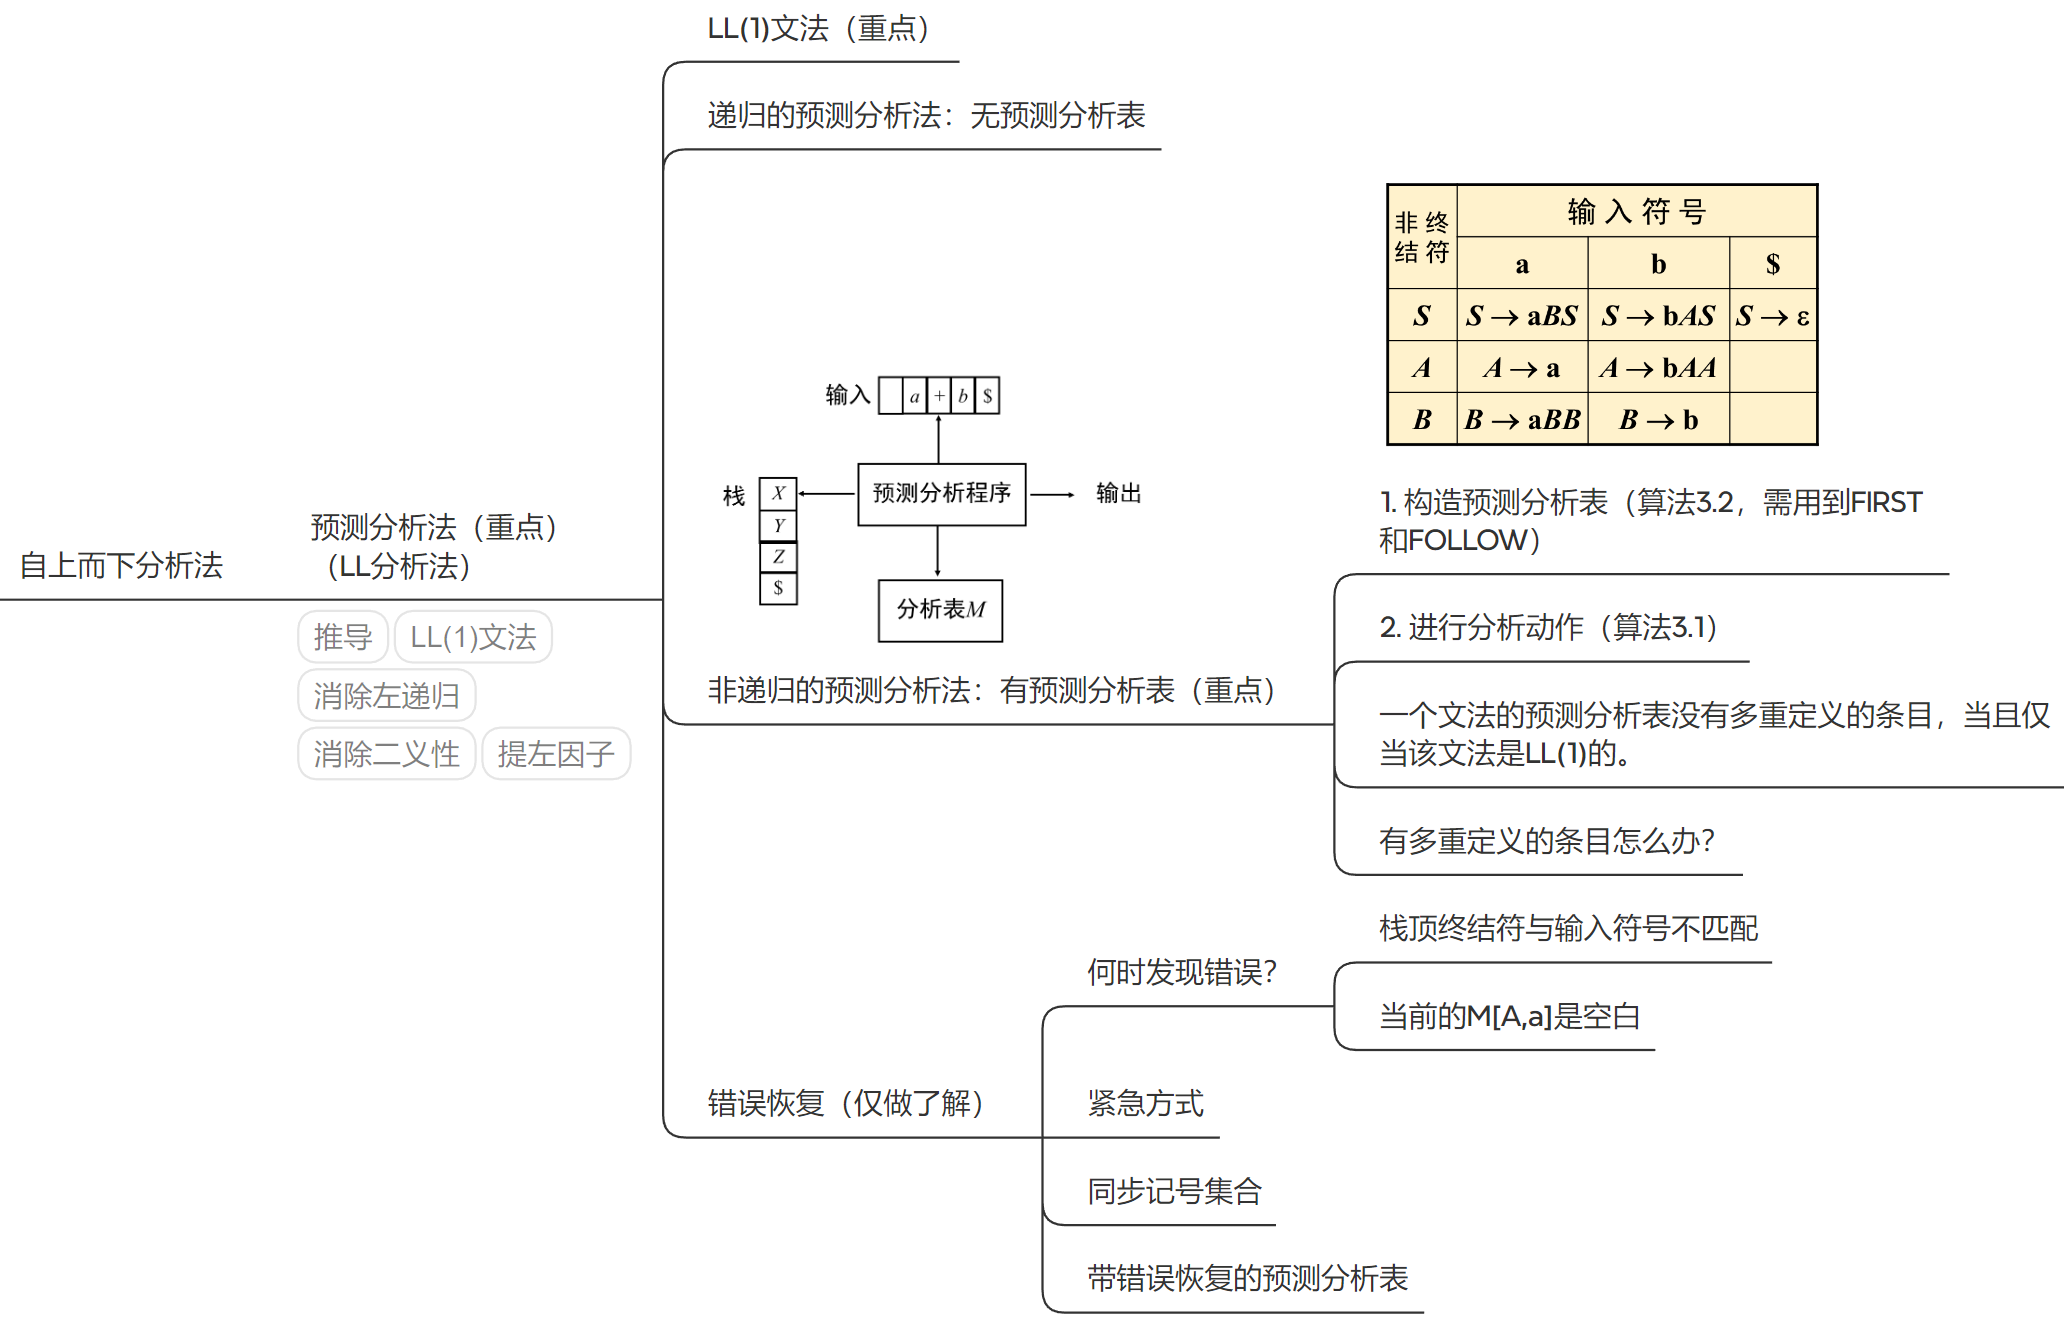 LL(1)文法（重点）
递归的预测分析法：无预测分析表
非终
结符
输入符号
a
b
$
S
S → aBS
S → bAS
S → ε
A
A → a
A → bAA
B
B → aBB
B → b
输入
a
+
b
$
栈
X
Y
Z
$
预测分析程序
输出
分析表M
自上而下分析法
预测分析法（重点）
（LL分析法）
推导
LL(1)文法
消除左递归
消除二义性
提左因子
非递归的预测分析法：有预测分析表（重点）
1. 构造预测分析表（算法3.2，需用到FIRST
和FOLLOW）
2. 进行分析动作（算法3.1）
一个文法的预测分析表没有多重定义的条目，当且仅
当该文法是LL(1)的。
有多重定义的条目怎么办？
错误恢复（仅做了解）
何时发现错误？
栈顶终结符与输入符号不匹配
当前的M[A,a]是空白
紧急方式
同步记号集合
带错误恢复的预测分析表